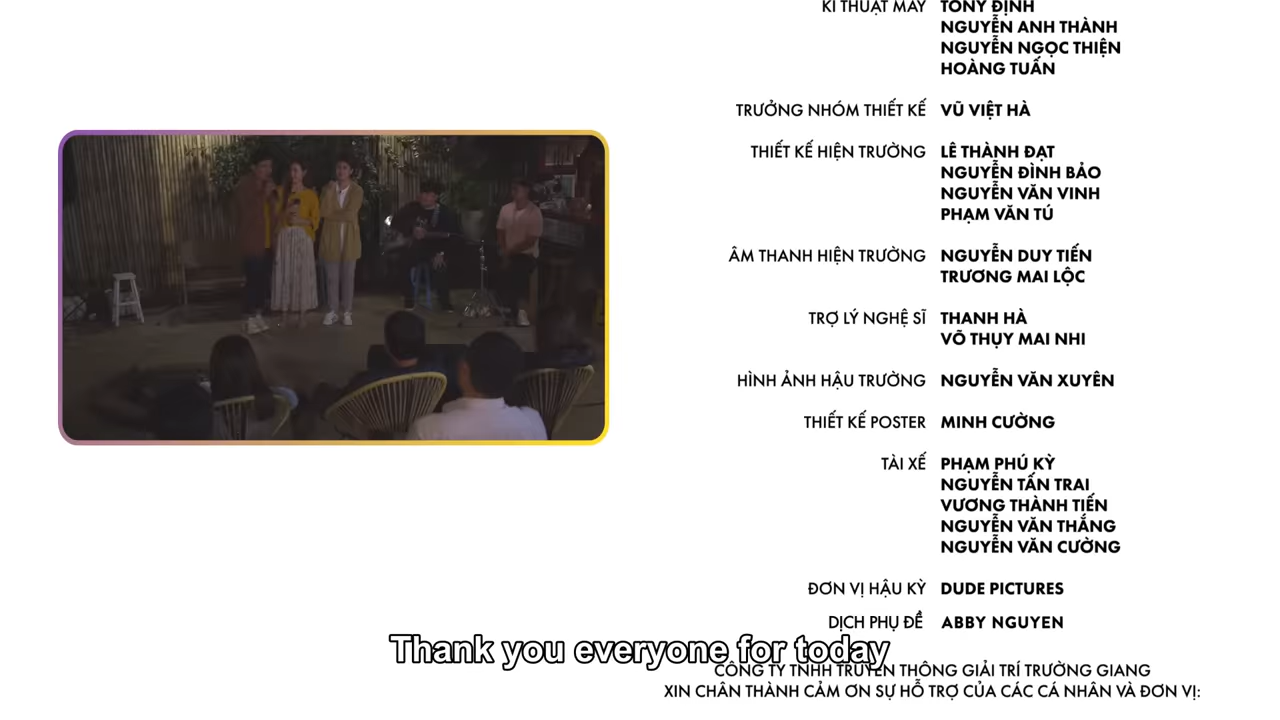 KĨ THUẬT MÁY TONY ĐỊNH
NGUYỄN ANH THÀNH
NGUYỄN NGỌC THIỆN
HOÀNG TUẤN
TRƯỞNG NHÓM THIẾT KẾ VŨ VIỆT HÀ
THIẾT KẾ HIỆN TRƯỜNG LÊ THÀNH ĐẠT
NGUYỄN ĐÌNH BẢO
NGUYỄN VĂN VINH
PHẠM VĂN TÚ
ÂM THANH HIỆN TRƯỜNG NGUYỄN DUY TIẾN
TRƯƠNG MAI LỘC
TRỢ LÝ NGHỆ SĨ THANH HÀ
VÕ THỤY MAI NHI
HÌNH ẢNH HẬU TRƯỜNG NGUYỄN VĂN XUYÊN
THIẾT KẾ POSTER MINH CƯỜNG
TÀI XẾ PHẠM PHÚ KỲ
NGUYỄN TẤN TRAI
VƯƠNG THÀNH TIẾN
NGUYỄN VĂN THẮNG
NGUYỄN VĂN CƯỜNG
ĐƠN VỊ HẬU KỲ DUDE PICTURES
DỊCH PHỤ ĐỀ ABBY NGUYEN
Thank you everyone for today
CÔNG TY TNHH TRUYỀN THÔNG GIẢI TRÍ TRƯỜNG GIANG
XIN CHÂN THÀNH CẢM ƠN SỰ HỖ TRỢ CỦA CÁC CÁ NHÂN VÀ ĐƠN VỊ: